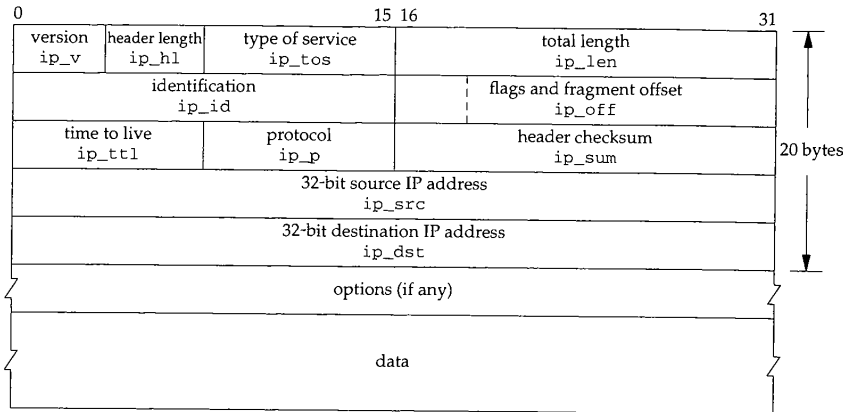 0 15 16 31
version header length type of service total length
ip_v ip_hl ip_tos ip_len
identification flags and fragment offset
ip_id ip_off
time to live protocol header checksum
ip_ttl ip_p ip_sum
20 bytes
32-bit source IP address
ip_src
32-bit destination IP address
ip_dst
options (if any)
data